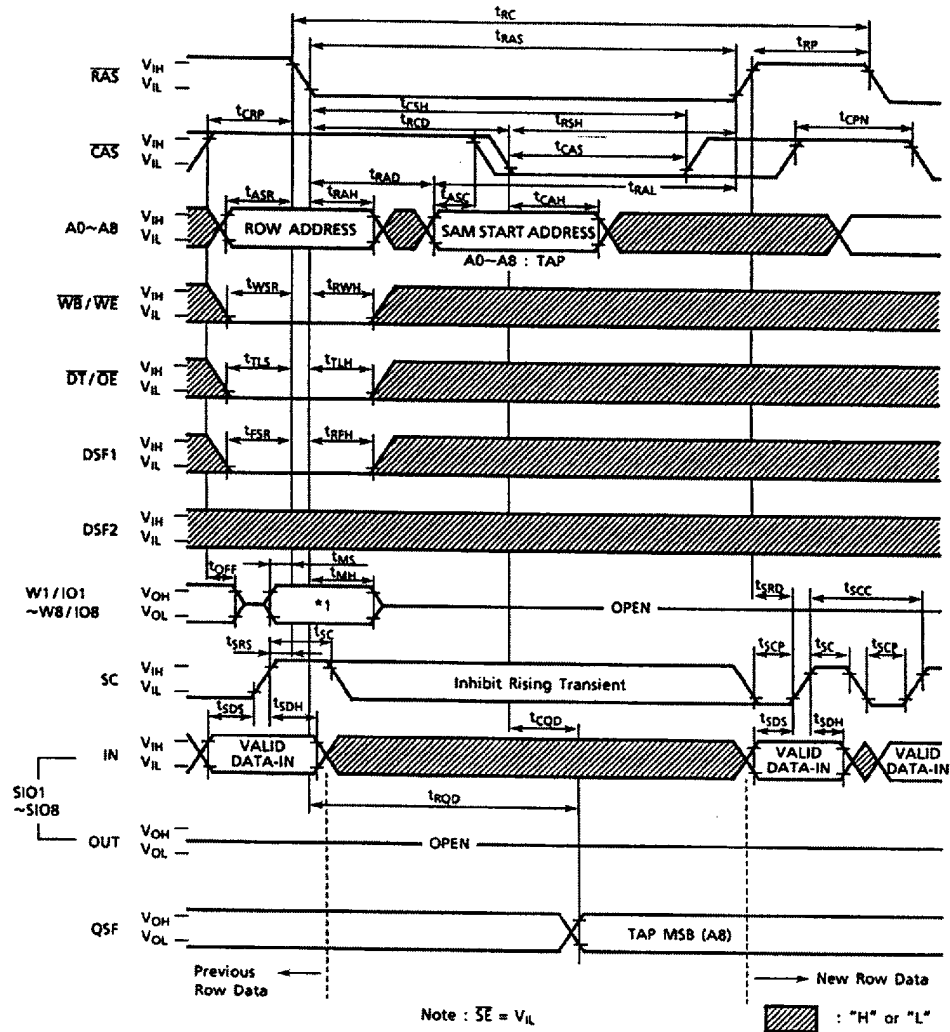 tRC
tRAS
tRP
RAS
VIH
VIL
tCSH
tCRP
tRCD
tRSH
tCPN
CAS
VIH
VIL
tCAS
tRAD
tRAL
tASR
tRAH
tASC
tCAH
A0~A8
VIH
VIL
ROW ADDRESS
SAM START ADDRESS
A0~A8 : TAP
WB/WE
VIH
VIL
tWSR
tRWH
DT/OE
VIH
VIL
tTLS
tTLH
DSF1
VIH
VIL
tFSR
tRFH
DSF2
VIH
VIL
tOFF
tMS
tMH
W1/IO1
~W8/IO8
VOH
VOL
*1
OPEN
tSRD
tSCC
tSRS
tSC
tSCP
tSC
tSCP
SC
VIH
VIL
Inhibit Rising Transient
tSDS
tSDH
tCQD
tSDS
tSDH
IN
VIH
VIL
VALID
DATA-IN
VALID
DATA-IN
VALID
DATA-IN
SIO1
~SIO8
tRQD
OUT
VOH
VOL
OPEN
QSF
VOH
VOL
TAP MSB (A8)
Previous
Row Data
New Row Data
Note : SE = VIL
: "H" or "L"